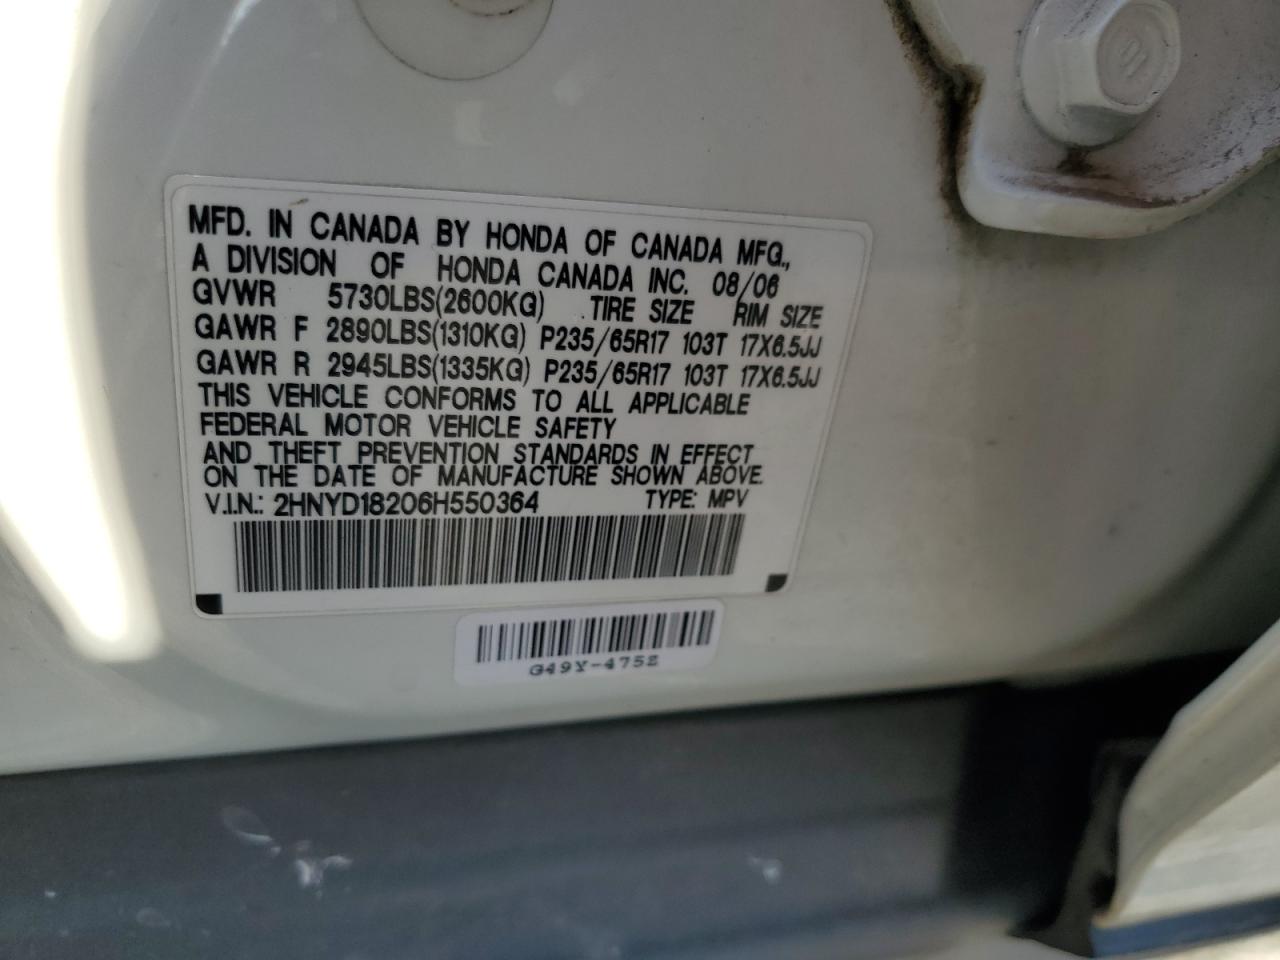 MFD. IN CANADA BY HONDA OF CANADA MFG.,
A DIVISION OF HONDA CANADA INC. 08/06
GVWR 5730LBS(2600KG) TIRE SIZE RIM SIZE
GAWR F 2890LBS(1310KG) P235/65R17 103T 17X6.5JJ
GAWR R 2945LBS(1335KG) P235/65R17 103T 17X6.5JJ
THIS VEHICLE CONFORMS TO ALL APPLICABLE
FEDERAL MOTOR VEHICLE SAFETY
AND THEFT PREVENTION STANDARDS IN EFFECT
ON THE DATE OF MANUFACTURE SHOWN ABOVE.
V.I.N.: 2HNYD18206H550364 TYPE: MPV
G49Y-4752